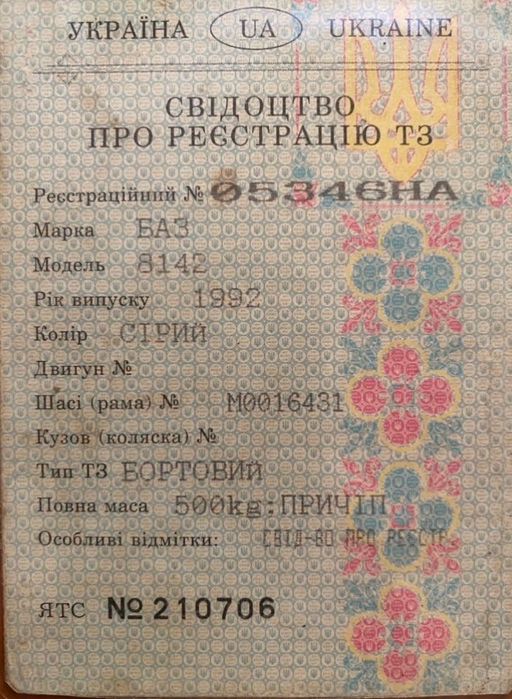 УКРАЇНА UA UKRAINE
СВІДОЦТВО
ПРО РЕЄСТРАЦІЮ ТЗ
Реєстраційний № 05346НА
Марка БАЗ
Модель 8142
Рік випуску 1992
Колір СІРИЙ
Двигун №
Шасі (рама) № М0016431
Кузов (коляска) №
Тип ТЗ БОРТОВИЙ
Повна маса 500kg:ПРИЧІП
Особливі відмітки: СВІД-ВО ПРО РЕЄСТР.
ЯТС № 210706